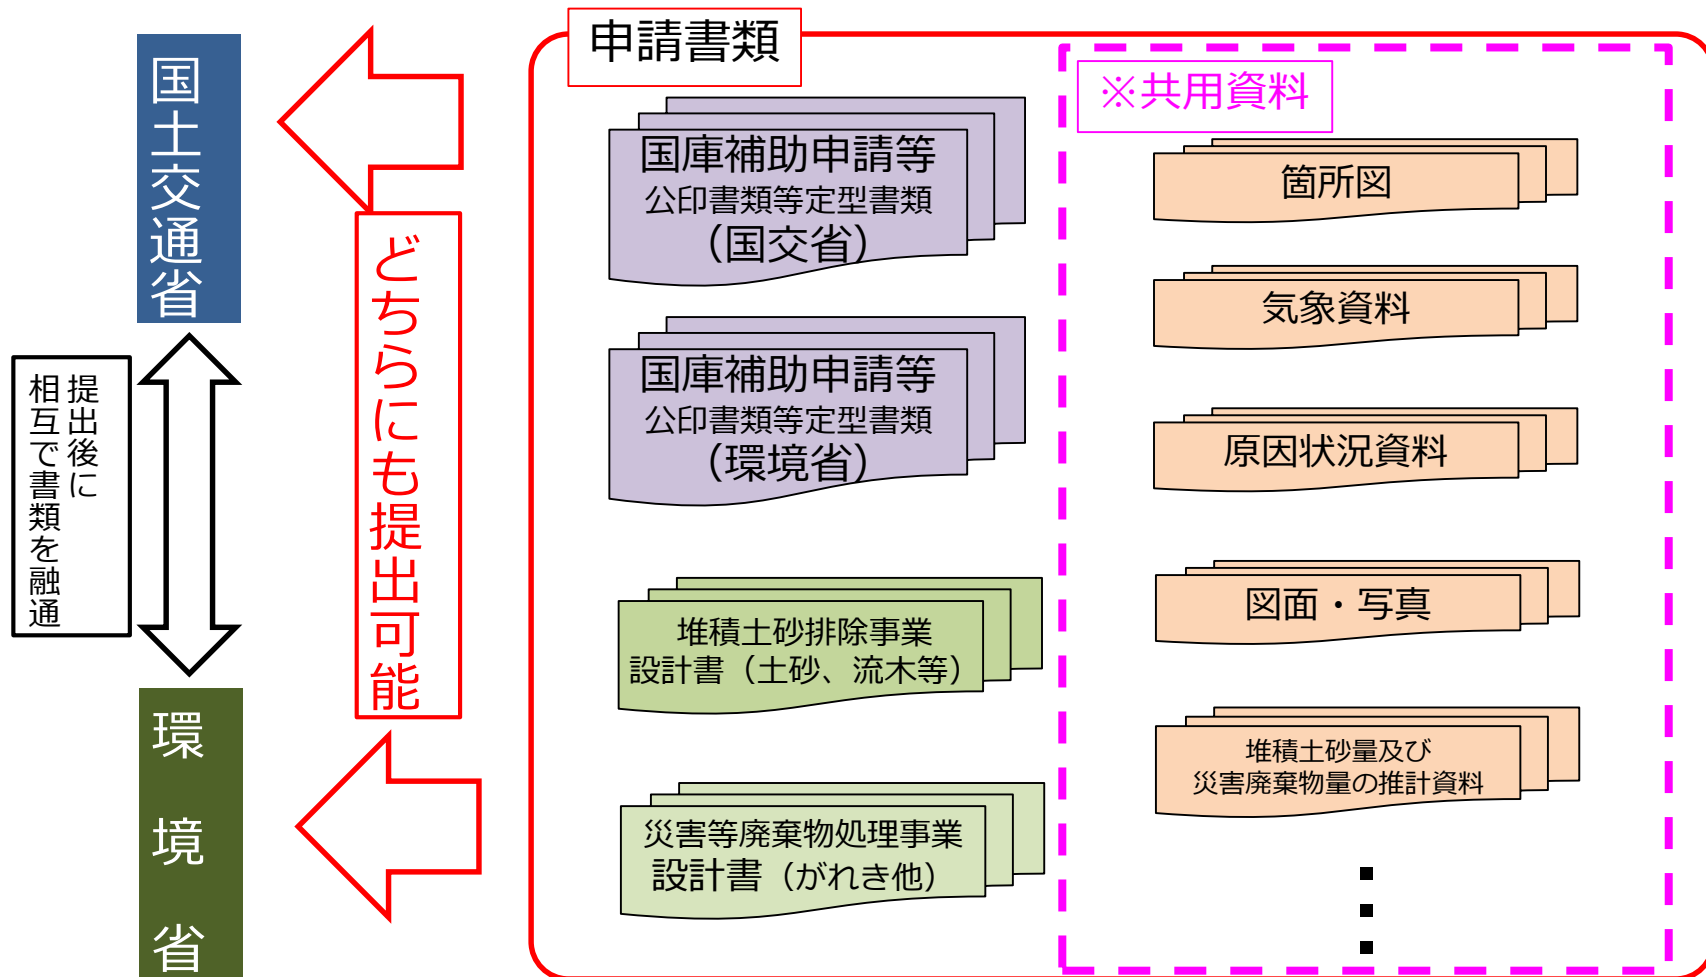 申請書類
※共用資料
国土交通省
環境省
提出後に
相互で書類を融通
どちらにも提出可能
国庫補助申請等
公印書類等定型書類
（国交省）
国庫補助申請等
公印書類等定型書類
（環境省）
堆積土砂排除事業
設計書（土砂、流木等）
災害等廃棄物処理事業
設計書（がれき他）
箇所図
気象資料
原因状況資料
図面・写真
堆積土砂量及び
災害廃棄物量の推計資料